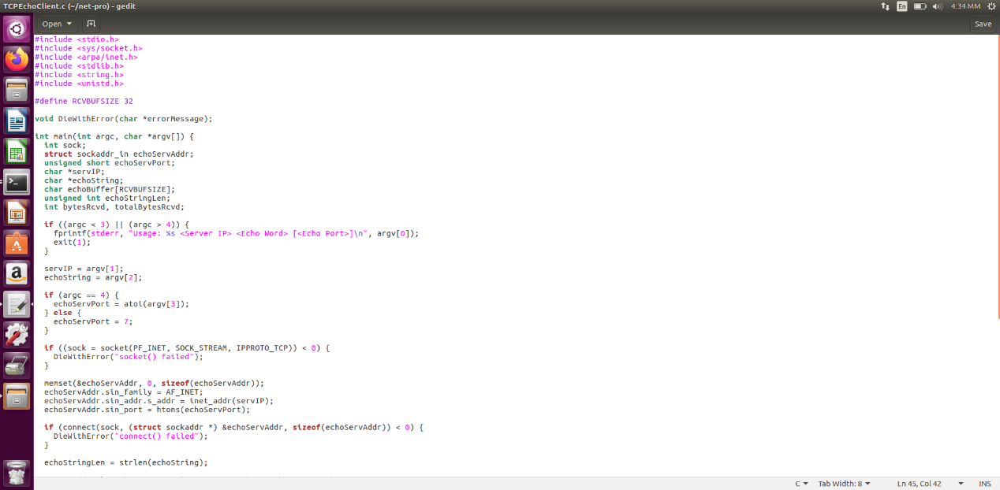 TCPEchoClient.c (~/net-pro) - gedit
En
4:34 MM
Open
Save
#include <stdio.h>
#include <sys/socket.h>
#include <arpa/inet.h>
#include <stdlib.h>
#include <string.h>
#include <unistd.h>
#define RCVBUFSIZE 32
void DieWithError(char *errorMessage);
int main(int argc, char *argv[]) {
  int sock;
  struct sockaddr_in echoServAddr;
  unsigned short echoServPort;
  char *servIP;
  char *echoString;
  char echoBuffer[RCVBUFSIZE];
  unsigned int echoStringLen;
  int bytesRcvd, totalBytesRcvd;
  if ((argc < 3) || (argc > 4)) {
    fprintf(stderr, "Usage: %s <Server IP> <Echo Word> [<Echo Port>]\n", argv[0]);
    exit(1);
  }
  servIP = argv[1];
  echoString = argv[2];
  if (argc == 4) {
    echoServPort = atoi(argv[3]);
  } else {
    echoServPort = 7;
  }
  if ((sock = socket(PF_INET, SOCK_STREAM, IPPROTO_TCP)) < 0) {
    DieWithError("socket() failed");
  }
  memset(&echoServAddr, 0, sizeof(echoServAddr));
  echoServAddr.sin_family = AF_INET;
  echoServAddr.sin_addr.s_addr = inet_addr(servIP);
  echoServAddr.sin_port = htons(echoServPort);
  if (connect(sock, (struct sockaddr *) &echoServAddr, sizeof(echoServAddr)) < 0) {
    DieWithError("connect() failed");
  }
  echoStringLen = strlen(echoString);
C
Tab Width: 8
Ln 45, Col 42
INS